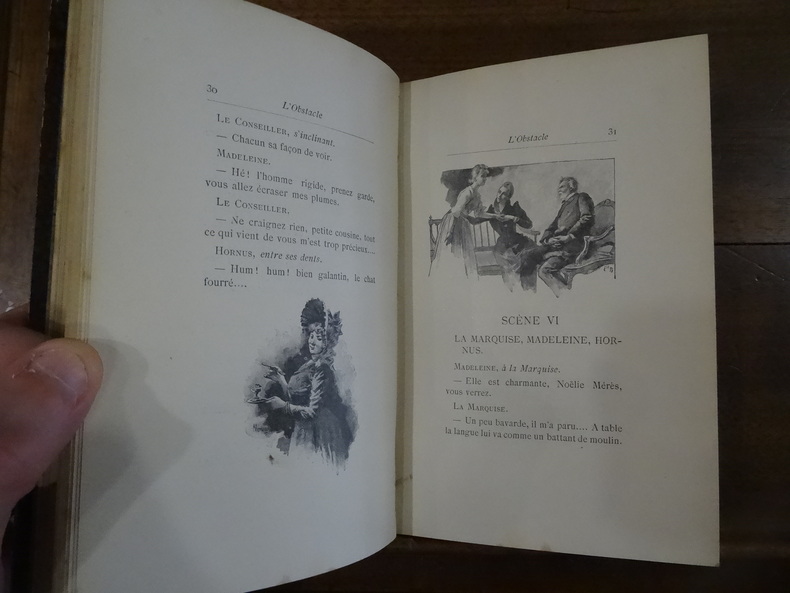 30
L'Obstacle
LE CONSEILLER, s'inclinant.
— Chacun sa façon de voir.
MADELEINE.
— Hé! l'homme rigide, prenez garde,
vous allez écraser mes plumes.
LE CONSEILLER.
— Ne craignez rien, petite cousine, tout
ce qui vient de vous m'est trop précieux....
HORNUS, entre ses dents.
— Hum! hum! bien galantin, le chat
fourré....
L'Obstacle
31
SCÈNE VI
LA MARQUISE, MADELEINE, HOR-
NUS.
MADELEINE, à la Marquise.
— Elle est charmante, Noëlie Mérès,
vous verrez.
LA MARQUISE.
— Un peu bavarde, il m'a paru.... A table
la langue lui va comme un battant de moulin.